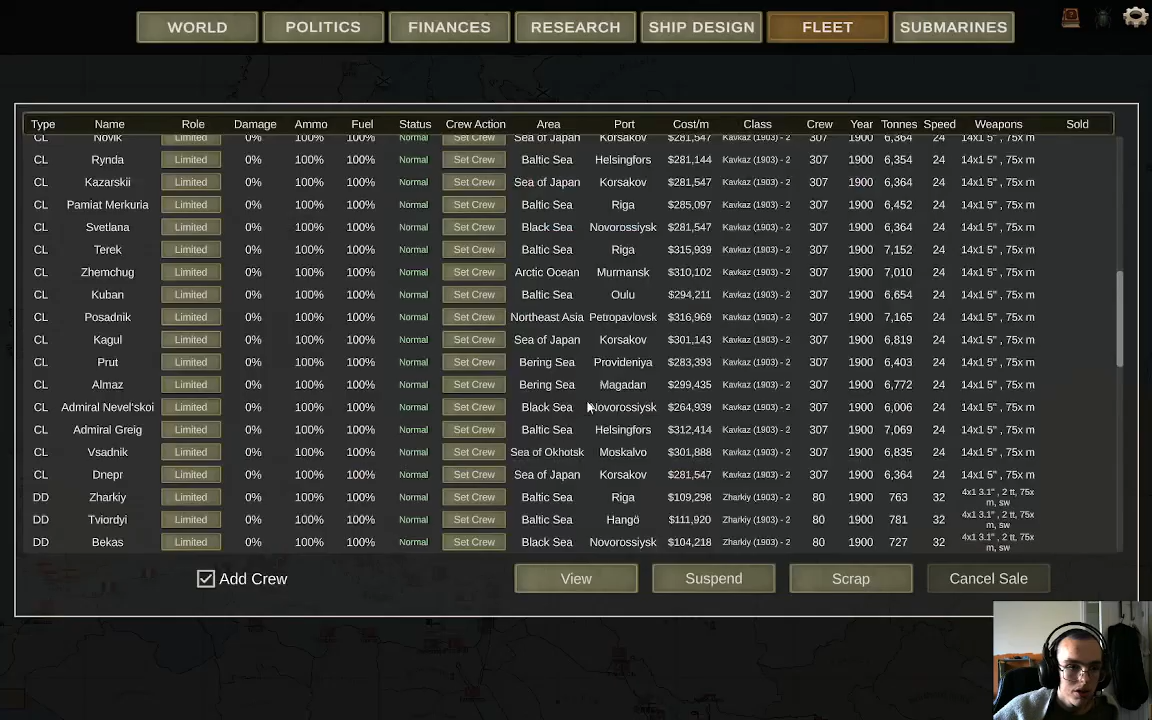 WORLD POLITICS FINANCES RESEARCH SHIP DESIGN FLEET SUBMARINES
Type Name Role Damage Ammo Fuel Status Crew Action Area Port Cost/m Class Crew Year Tonnes Speed Weapons Sold
CL Novik Limited 0% 100% 100% Normal Set Crew Sea of Japan Korsakov $281,547 Kavkaz (1903) - 2 307 1900 6,364 24 14x1 5" , 75x m
CL Rynda Limited 0% 100% 100% Normal Set Crew Baltic Sea Helsingfors $281,144 Kavkaz (1903) - 2 307 1900 6,354 24 14x1 5" , 75x m
CL Kazarskii Limited 0% 100% 100% Normal Set Crew Sea of Japan Korsakov $281,547 Kavkaz (1903) - 2 307 1900 6,364 24 14x1 5" , 75x m
CL Pamiat Merkuria Limited 0% 100% 100% Normal Set Crew Baltic Sea Riga $285,097 Kavkaz (1903) - 2 307 1900 6,452 24 14x1 5" , 75x m
CL Svetlana Limited 0% 100% 100% Normal Set Crew Black Sea Novorossiysk $281,547 Kavkaz (1903) - 2 307 1900 6,364 24 14x1 5" , 75x m
CL Terek Limited 0% 100% 100% Normal Set Crew Baltic Sea Riga $315,939 Kavkaz (1903) - 2 307 1900 7,152 24 14x1 5" , 75x m
CL Zhemchug Limited 0% 100% 100% Normal Set Crew Arctic Ocean Murmansk $310,102 Kavkaz (1903) - 2 307 1900 7,010 24 14x1 5" , 75x m
CL Kuban Limited 0% 100% 100% Normal Set Crew Baltic Sea Oulu $294,211 Kavkaz (1903) - 2 307 1900 6,654 24 14x1 5" , 75x m
CL Posadnik Limited 0% 100% 100% Normal Set Crew Northeast Asia Petropavlovsk $316,969 Kavkaz (1903) - 2 307 1900 7,165 24 14x1 5" , 75x m
CL Kagul Limited 0% 100% 100% Normal Set Crew Sea of Japan Korsakov $301,143 Kavkaz (1903) - 2 307 1900 6,819 24 14x1 5" , 75x m
CL Prut Limited 0% 100% 100% Normal Set Crew Bering Sea Provideniya $283,393 Kavkaz (1903) - 2 307 1900 6,403 24 14x1 5" , 75x m
CL Almaz Limited 0% 100% 100% Normal Set Crew Bering Sea Magadan $299,435 Kavkaz (1903) - 2 307 1900 6,772 24 14x1 5" , 75x m
CL Admiral Nevel'skoi Limited 0% 100% 100% Normal Set Crew Black Sea Novorossiysk $264,939 Kavkaz (1903) - 2 307 1900 6,006 24 14x1 5" , 75x m
CL Admiral Greig Limited 0% 100% 100% Normal Set Crew Baltic Sea Helsingfors $312,414 Kavkaz (1903) - 2 307 1900 7,069 24 14x1 5" , 75x m
CL Vsadnik Limited 0% 100% 100% Normal Set Crew Sea of Okhotsk Moskalvo $301,888 Kavkaz (1903) - 2 307 1900 6,835 24 14x1 5" , 75x m
CL Dnepr Limited 0% 100% 100% Normal Set Crew Sea of Japan Korsakov $281,547 Kavkaz (1903) - 2 307 1900 6,364 24 14x1 5" , 75x m
DD Zharkiy Limited 0% 100% 100% Normal Set Crew Baltic Sea Riga $109,298 Zharkiy (1903) - 2 80 1900 763 32 4x1 3.1" , 2 tt, 75x
m, sw
DD Tviordyi Limited 0% 100% 100% Normal Set Crew Baltic Sea Hangö $111,920 Zharkiy (1903) - 2 80 1900 781 32 4x1 3.1" , 2 tt, 75x
m, sw
DD Bekas Limited 0% 100% 100% Normal Set Crew Black Sea Novorossiysk $104,218 Zharkiy (1903) - 2 80 1900 727 32 4x1 3.1" , 2 tt, 75x
m, sw
Add Crew View Suspend Scrap Cancel Sale